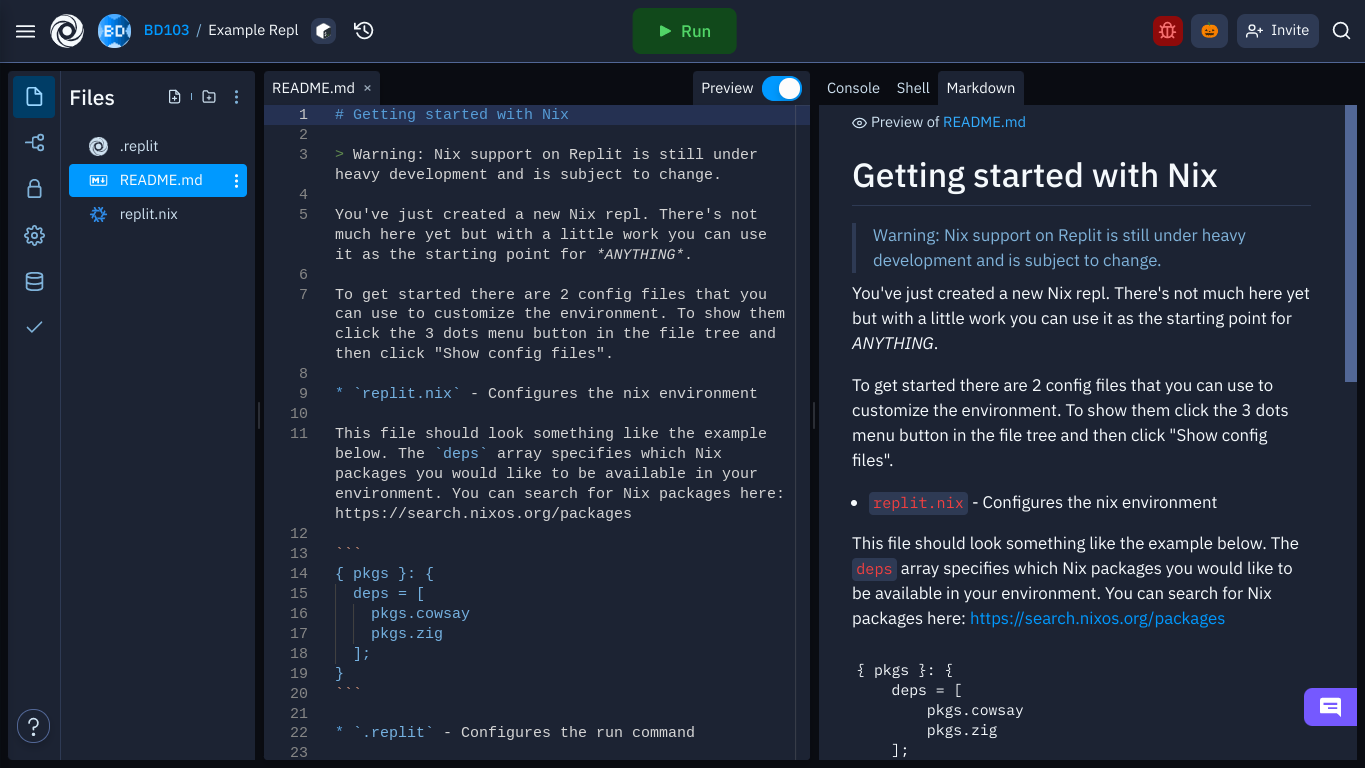 BD
BD103 / Example Repl
Run
Invite
Files
.replit
README.md
replit.nix
?
README.md ×
Preview
1 # Getting started with Nix
2
3 > Warning: Nix support on Replit is still under
heavy development and is subject to change.
4
5 You've just created a new Nix repl. There's not
much here yet but with a little work you can use
it as the starting point for *ANYTHING*.
6
7 To get started there are 2 config files that you
can use to customize the environment. To show them
click the 3 dots menu button in the file tree and
then click "Show config files".
8
9 * `replit.nix` - Configures the nix environment
10
11 This file should look something like the example
below. The `deps` array specifies which Nix
packages you would like to be available in your
environment. You can search for Nix packages here:
https://search.nixos.org/packages
12
13 ```
14 { pkgs }: {
15 deps = [
16 pkgs.cowsay
17 pkgs.zig
18 ];
19 }
20 ```
21
22 * `.replit` - Configures the run command
23
Console Shell Markdown
Preview of README.md
Getting started with Nix
Warning: Nix support on Replit is still under heavy
development and is subject to change.
You've just created a new Nix repl. There's not much here yet
but with a little work you can use it as the starting point for
ANYTHING.
To get started there are 2 config files that you can use to
customize the environment. To show them click the 3 dots
menu button in the file tree and then click "Show config
files".
• replit.nix - Configures the nix environment
This file should look something like the example below. The
deps array specifies which Nix packages you would like to
be available in your environment. You can search for Nix
packages here: https://search.nixos.org/packages
{ pkgs }: {
deps = [
pkgs.cowsay
pkgs.zig
];